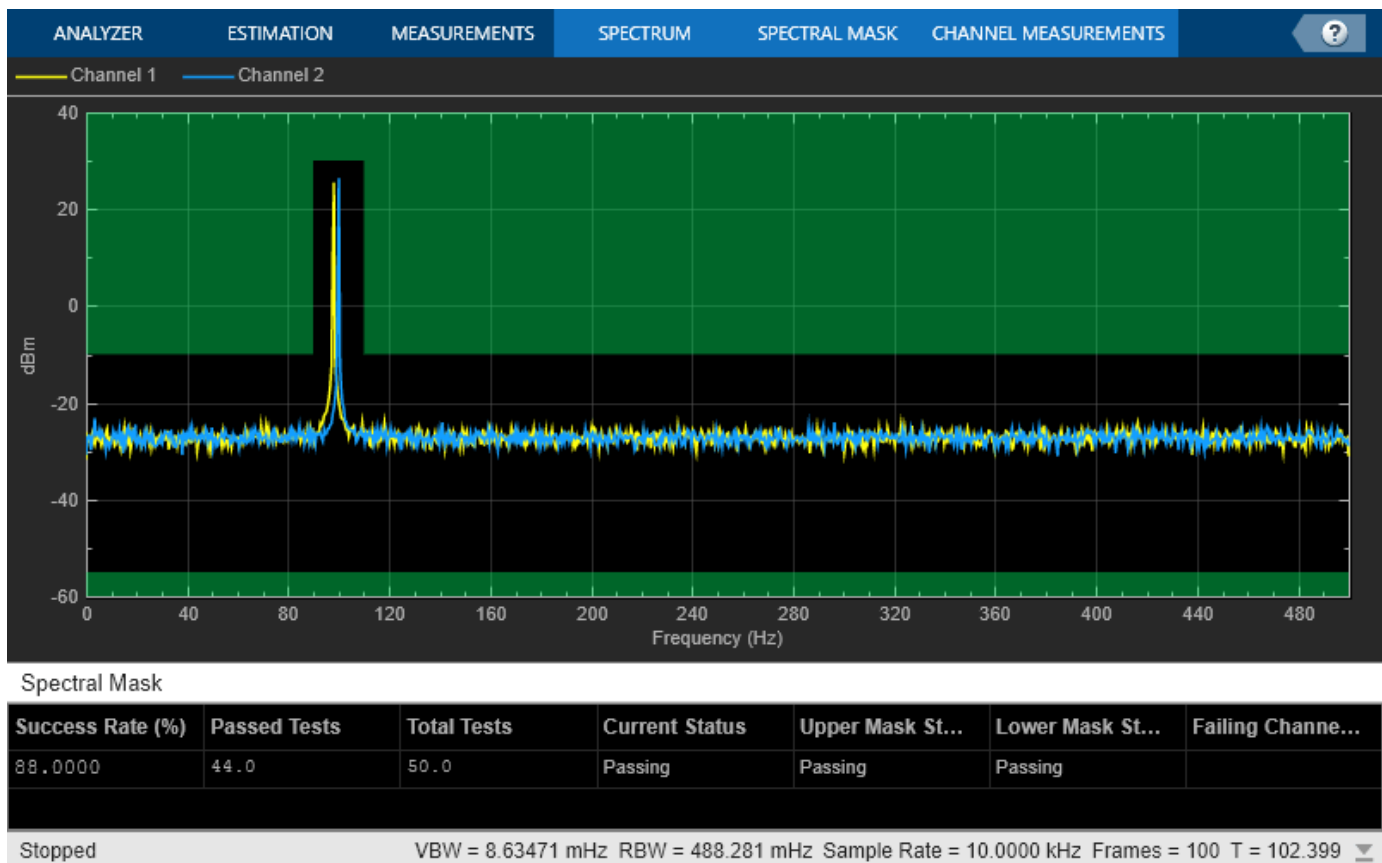 ANALYZER ESTIMATION MEASUREMENTS SPECTRUM SPECTRAL MASK CHANNEL MEASUREMENTS ?
Channel 1 Channel 2
40
20
0
-20
-40
-60
dBm
0 40 80 120 160 200 240 280 320 360 400 440 480
Frequency (Hz)
Spectral Mask
Success Rate (%) Passed Tests Total Tests Current Status Upper Mask St... Lower Mask St... Failing Channe...
88.0000 44.0 50.0 Passing Passing Passing
Stopped VBW = 8.63471 mHz RBW = 488.281 mHz Sample Rate = 10.0000 kHz Frames = 100 T = 102.399